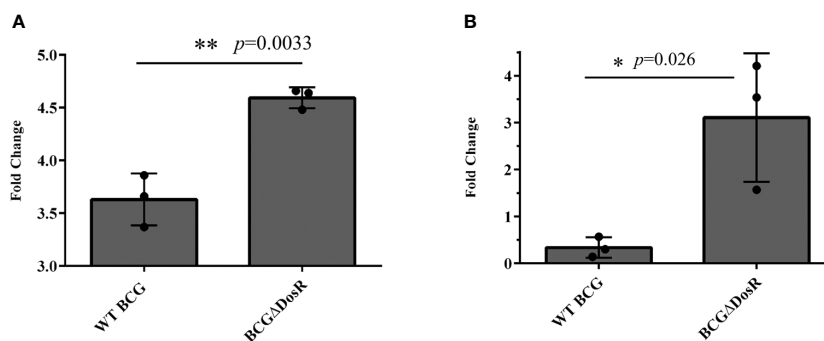 A
** p=0.0033
Fold Change
5.0
4.5
4.0
3.5
3.0
WT BCG
BCGΔDosR
B
* p=0.026
Fold Change
4
3
2
1
0
WT BCG
BCGΔDosR